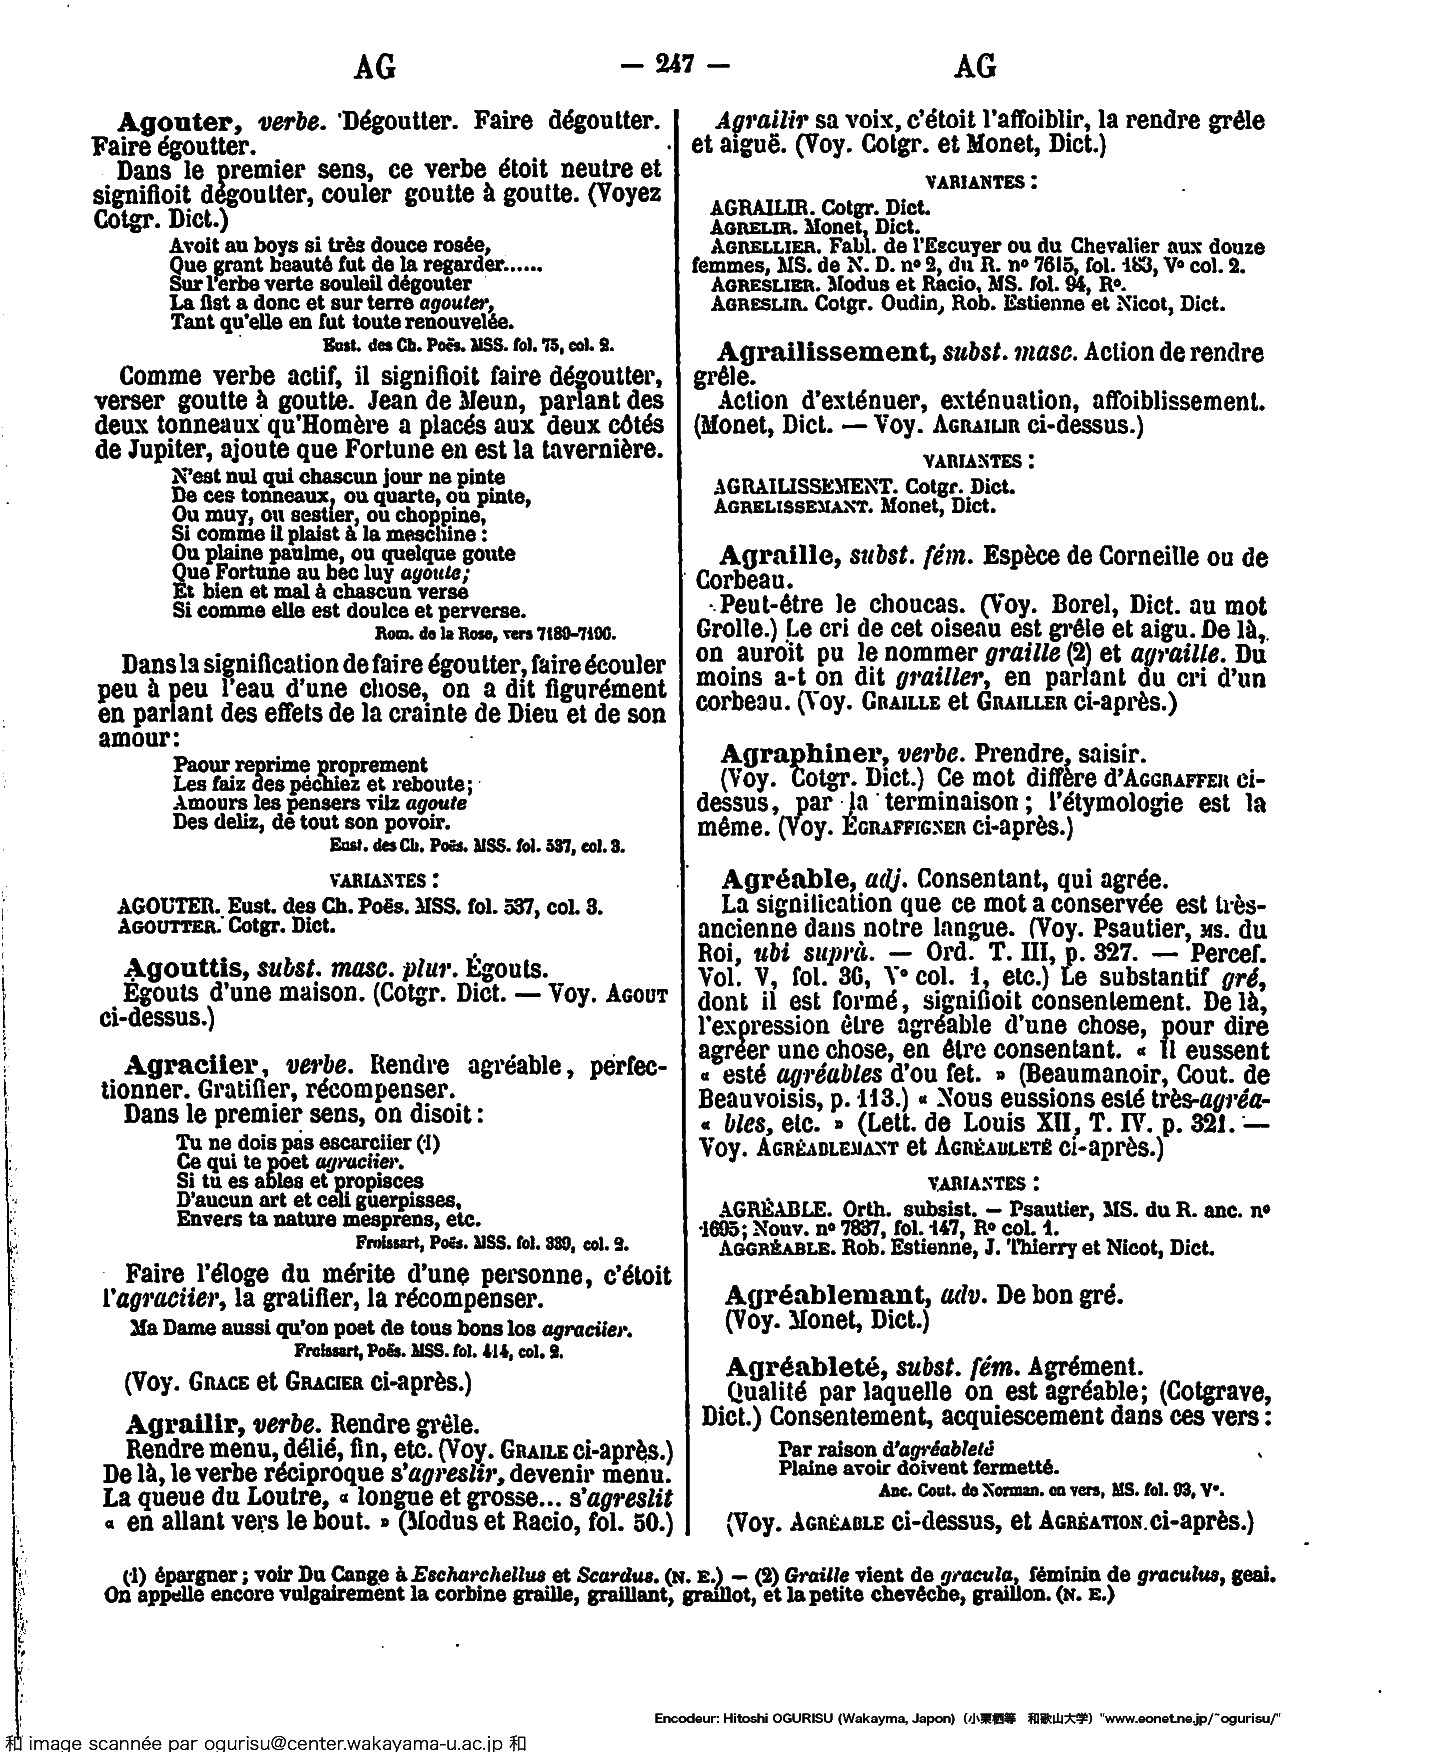 AG
— 247 —
AG
Agouter, verbe. Dégoutter. Faire dégoutter.
Faire égoutter.
Dans le premier sens, ce verbe étoit neutre et
signifioit dégoutter, couler goutte à goutte. (Voyez
Cotgr. Dict.)
Avoit au boys si très douce rosée,
Que grant beauté fut de la regarder......
Sur l'erbe verte souleil dégouter
La fist a donc et sur terre agouter,
Tant qu'elle en fut toute renouvelée.
Eust. des Ch. Poës. MSS. fol. 75, col. 2.
Comme verbe actif, il signifioit faire dégoutter,
verser goutte à goutte. Jean de Meun, parlant des
deux tonneaux qu'Homère a placés aux deux côtés
de Jupiter, ajoute que Fortune en est la tavernière.
N'est nul qui chascun jour ne pinte
De ces tonneaux, ou quarte, ou pinte,
Ou muy, ou sestier, ou choppine,
Si comme il plaist à la meschine :
Ou plaine paulme, ou quelque goute
Que Fortune au bec luy agoute;
Et bien et mal à chascun verse
Si comme elle est doulce et perverse.
Rom. de la Rose, vers 7189-7196.
Dans la signification de faire égoutter, faire écouler
peu à peu l'eau d'une chose, on a dit figurément
en parlant des effets de la crainte de Dieu et de son
amour :
Paour reprime proprement
Les faiz des péchiez et reboute;
Amours les pensers vilz agoute
Des deliz, de tout son povoir.
Eust. des Ch. Poës. MSS. fol. 537, col. 3.
VARIANTES :
AGOUTER. Eust. des Ch. Poës. MSS. fol. 537, col. 3.
AGOUTTER. Cotgr. Dict.
Agouttis, subst. masc. plur. Égouts.
Égouts d'une maison. (Cotgr. Dict. — Voy. AGOUT
ci-dessus.)
Agraciier, verbe. Rendre agréable, perfec-
tionner. Gratifier, récompenser.
Dans le premier sens, on disoit :
Tu ne dois pas escarciier (1)
Ce qui te poet agraciier.
Si tu es ables et propisces
D'aucun art et celi guerpisses,
Envers ta nature mesprens, etc.
Froissart, Poës. MSS. fol. 339, col. 2.
Faire l'éloge du mérite d'une personne, c'étoit
l'agraciier, la gratifier, la récompenser.
Ma Dame aussi qu'on poet de tous bons los agraciier.
Froissart, Poës. MSS. fol. 414, col. 2.
(Voy. GRACE et GRACIER ci-après.)
Agrailir, verbe. Rendre grêle.
Rendre menu, délié, fin, etc. (Voy. GRAILE ci-après.)
De là, le verbe réciproque s'agreslir, devenir menu.
La queue du Loutre, « longue et grosse... s'agreslit
« en allant vers le bout. » (Modus et Racio, fol. 50.)
Agrailir sa voix, c'étoit l'affoiblir, la rendre grêle
et aiguë. (Voy. Cotgr. et Monet, Dict.)
VARIANTES :
AGRAILIR. Cotgr. Dict.
AGRELIR. Monet, Dict.
AGRELLIER. Fabl. de l'Escuyer ou du Chevalier aux douze
femmes, MS. de N. D. nº 2, du R. nº 7615, fol. 183, Vº col. 2.
AGRESLIER. Modus et Racio, MS. fol. 94, Rº.
AGRESLIR. Cotgr. Oudin, Rob. Estienne et Nicot, Dict.
Agrailissement, subst. masc. Action de rendre
grêle.
Action d'exténuer, exténuation, affoiblissement.
(Monet, Dict. — Voy. AGRAILIR ci-dessus.)
VARIANTES :
AGRAILISSEMENT. Cotgr. Dict.
AGRELISSEMANT. Monet, Dict.
Agraille, subst. fém. Espèce de Corneille ou de
Corbeau.
Peut-être le choucas. (Voy. Borel, Dict. au mot
Grolle.) Le cri de cet oiseau est grêle et aigu. De là,
on auroit pu le nommer graille (2) et agraille. Du
moins a-t on dit grailler, en parlant du cri d'un
corbeau. (Voy. GRAILLE et GRAILLER ci-après.)
Agraphiner, verbe. Prendre, saisir.
(Voy. Cotgr. Dict.) Ce mot diffère d'AGGRAFFER ci-
dessus, par la terminaison ; l'étymologie est la
même. (Voy. ÉGRAFFIGNER ci-après.)
Agréable, adj. Consentant, qui agrée.
La signification que ce mot a conservée est très-
ancienne dans notre langue. (Voy. Psautier, MS. du
Roi, ubi suprà. — Ord. T. III, p. 327. — Percef.
Vol. V, fol. 36, Vº col. 1, etc.) Le substantif gré,
dont il est formé, signifioit consentement. De là,
l'expression être agréable d'une chose, pour dire
agréer une chose, en être consentant. « Il eussent
« esté agréables d'ou fet. » (Beaumanoir, Cout. de
Beauvoisis, p. 113.) « Nous eussions esté très-agréa-
« bles, etc. » (Lett. de Louis XII, T. IV. p. 321. —
Voy. AGRÉABLEMANT et AGRÉABLETÉ ci-après.)
VARIANTES :
AGRÉABLE. Orth. subsist. — Psautier, MS. du R. anc. nº
1695; Nouv. nº 7837, fol. 147, Rº col. 1.
AGGRÉABLE. Rob. Estienne, J. Thierry et Nicot, Dict.
Agréablemant, adv. De bon gré.
(Voy. Monet, Dict.)
Agréableté, subst. fém. Agrément.
Qualité par laquelle on est agréable; (Cotgrave,
Dict.) Consentement, acquiescement dans ces vers :
Par raison d'agréableté
Plaine avoir doivent fermetté.
Anc. Cout. de Norman. en vers, MS. fol. 93, Vº.
(Voy. AGRÉABLE ci-dessus, et AGRÉATION ci-après.)
(1) épargner ; voir Du Cange à Escharchellus et Scardus. (N. E.) — (2) Graille vient de gracula, féminin de graculus, geai.
On appelle encore vulgairement la corbine graille, graillant, graillot, et la petite chevêche, graillon. (N. E.)
Encodeur: Hitoshi OGURISU (Wakayma, Japon) (小栗栖等 和歌山大学) "www.eonet.ne.jp/~ogurisu/"
和 image scannée par ogurisu@center.wakayama-u.ac.jp 和